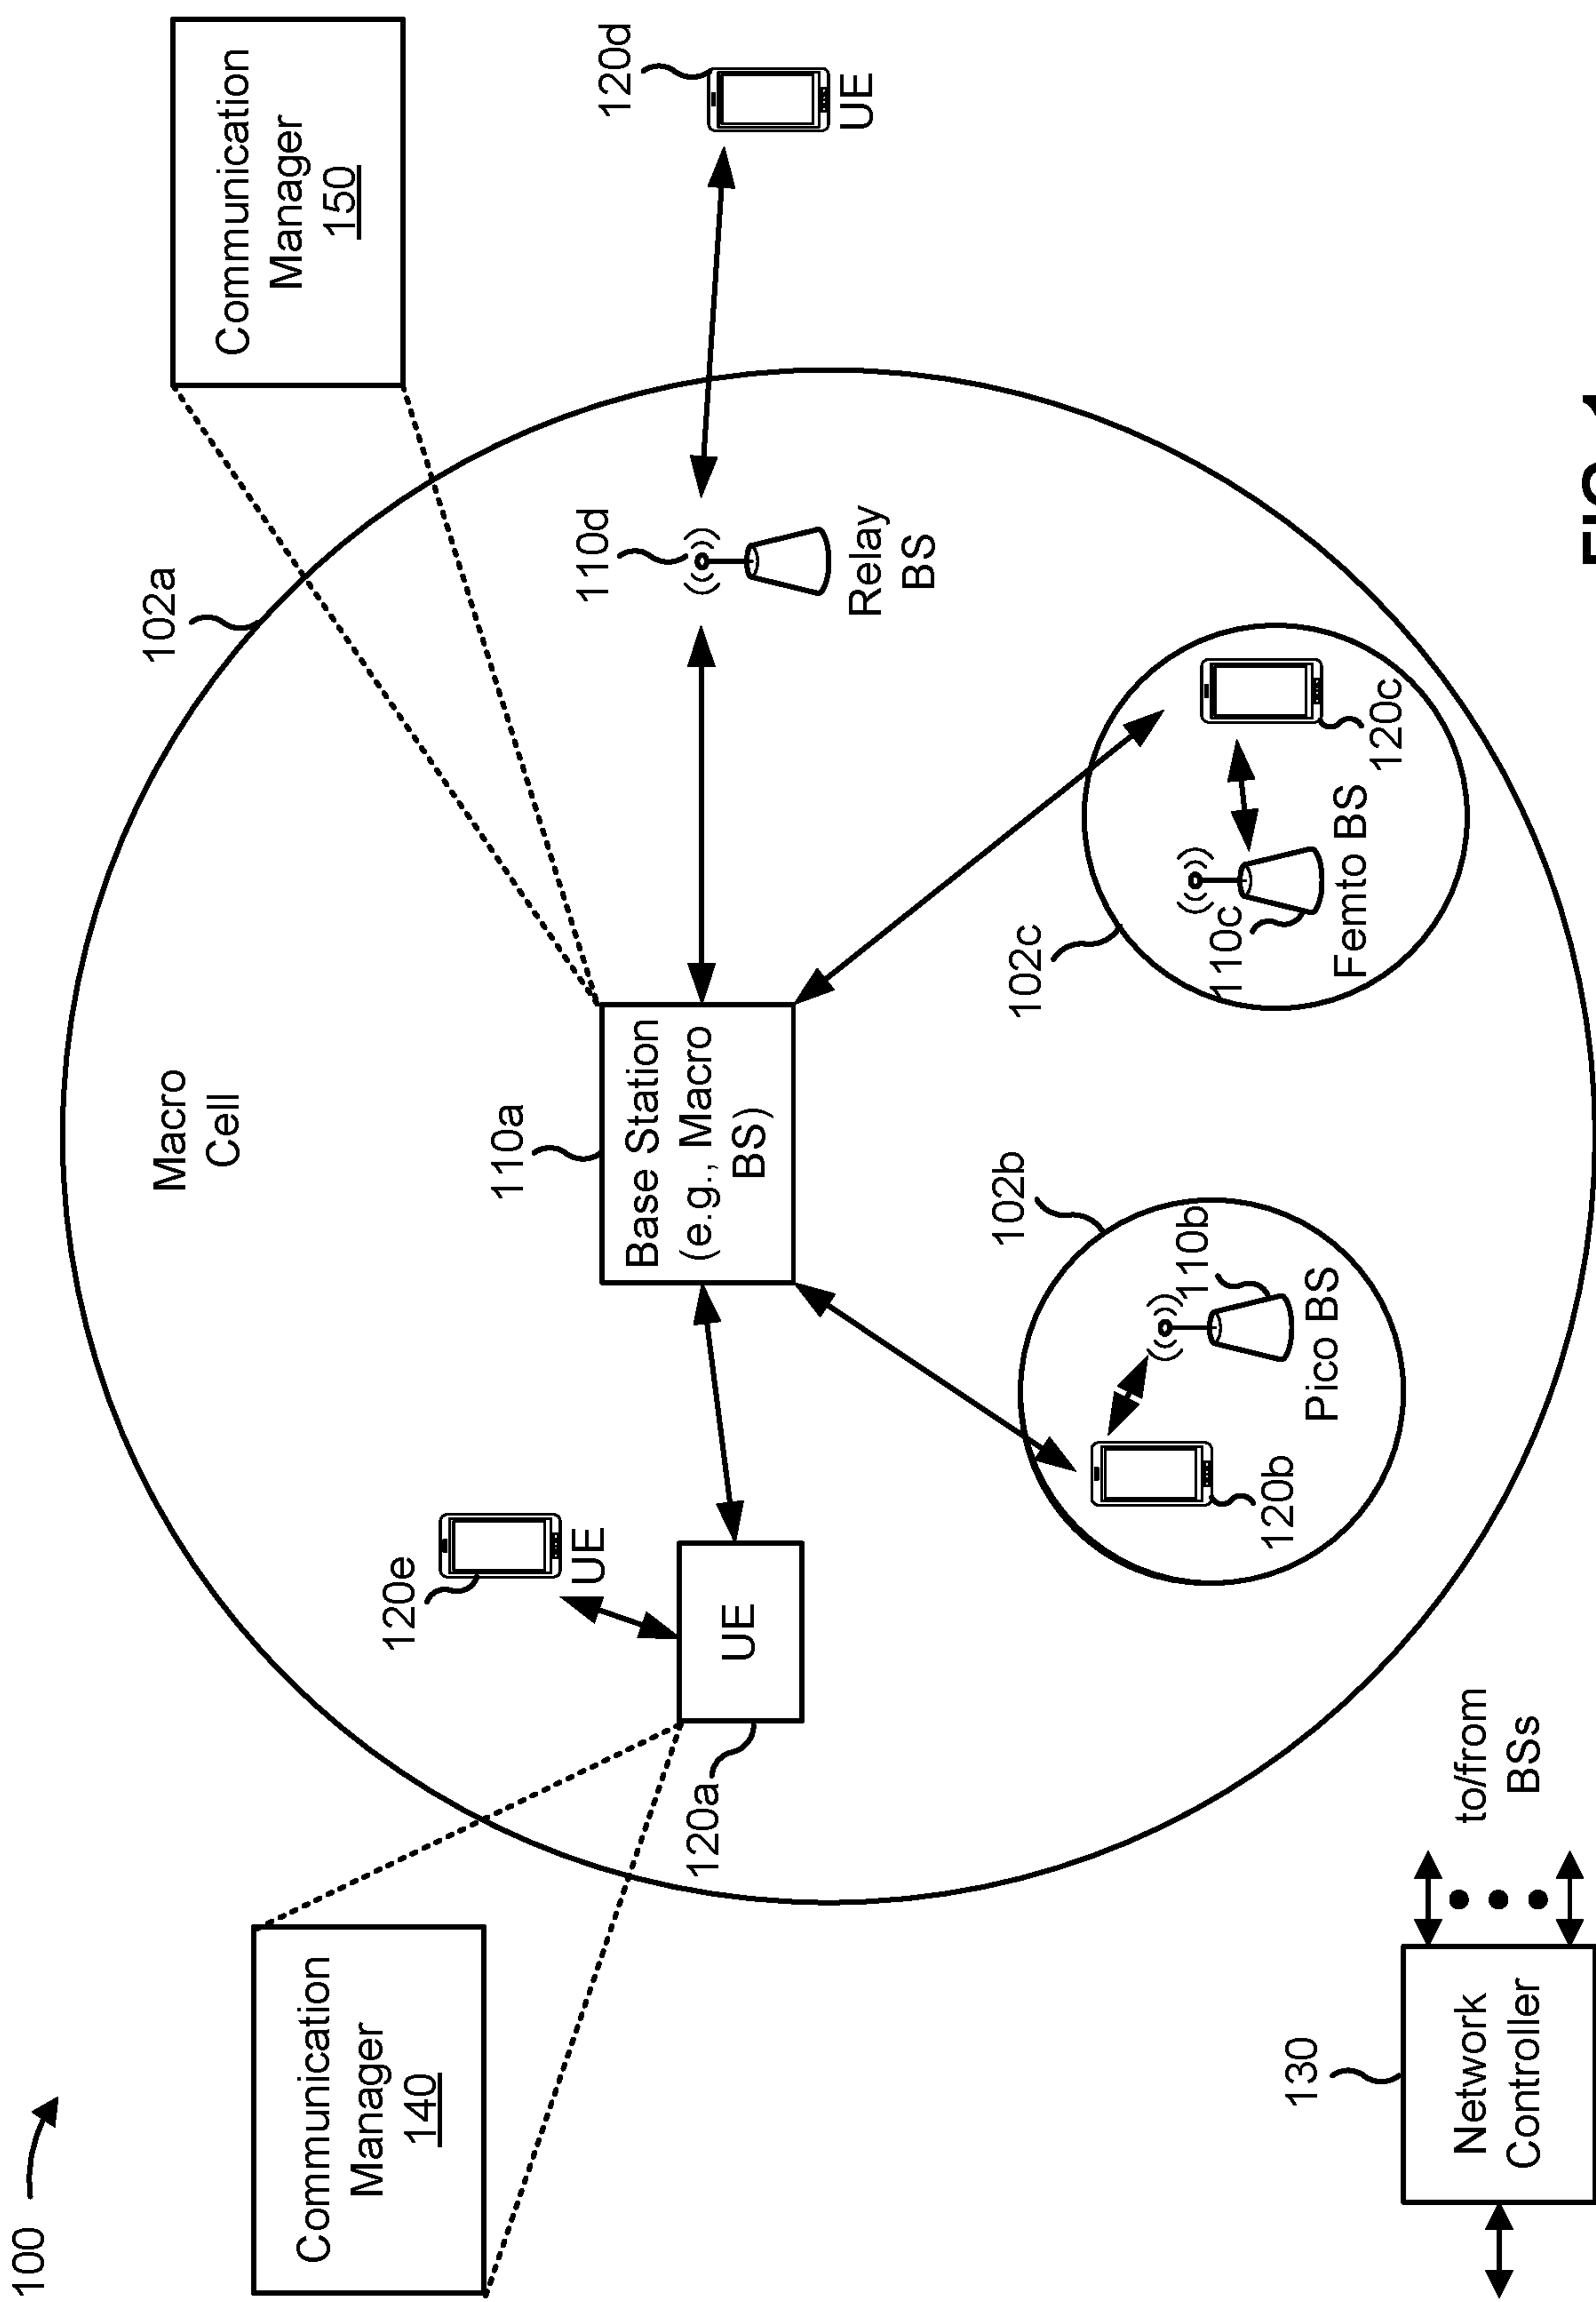 100
Communication
Manager
140
Communication
Manager
150
102a
Macro
Cell
120e
UE
110a
Base Station
(e.g., Macro
BS)
110d
Relay
BS
120d
UE
UE
120a
102b
110b
Pico BS
120b
102c
110c
Femto BS
120c
130
Network
Controller
to/from
BSs